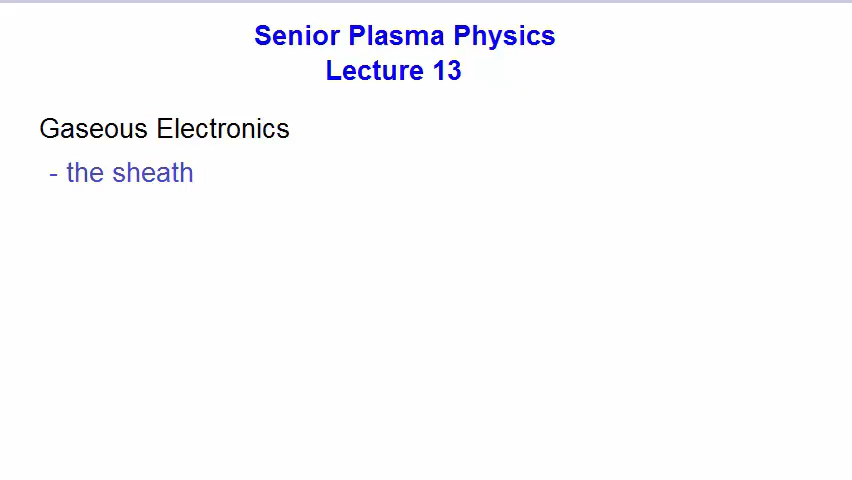 Senior Plasma Physics
Lecture 13
Gaseous Electronics
- the sheath